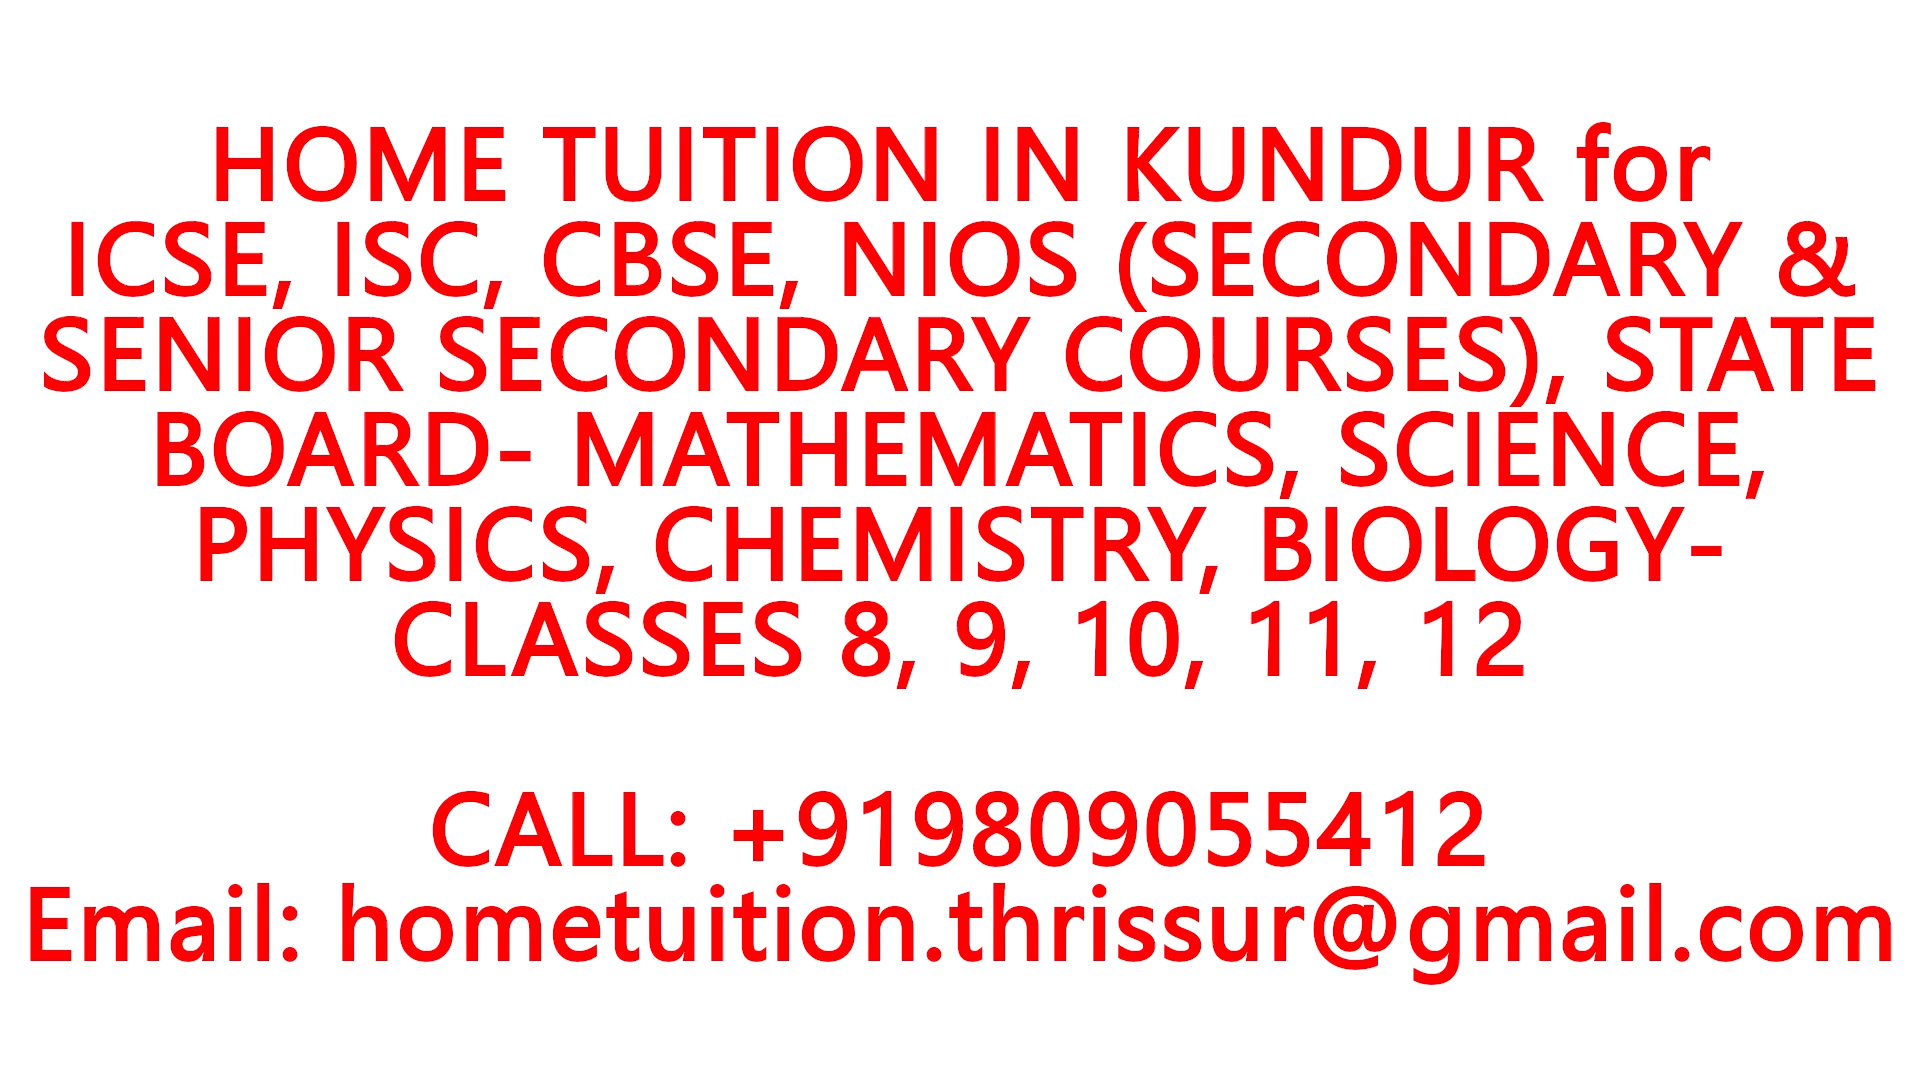 HOME TUITION IN KUNDUR for
ICSE, ISC, CBSE, NIOS (SECONDARY &
SENIOR SECONDARY COURSES), STATE
BOARD- MATHEMATICS, SCIENCE,
PHYSICS, CHEMISTRY, BIOLOGY-
CLASSES 8, 9, 10, 11, 12
CALL: +919809055412
Email: hometuition.thrissur@gmail.com